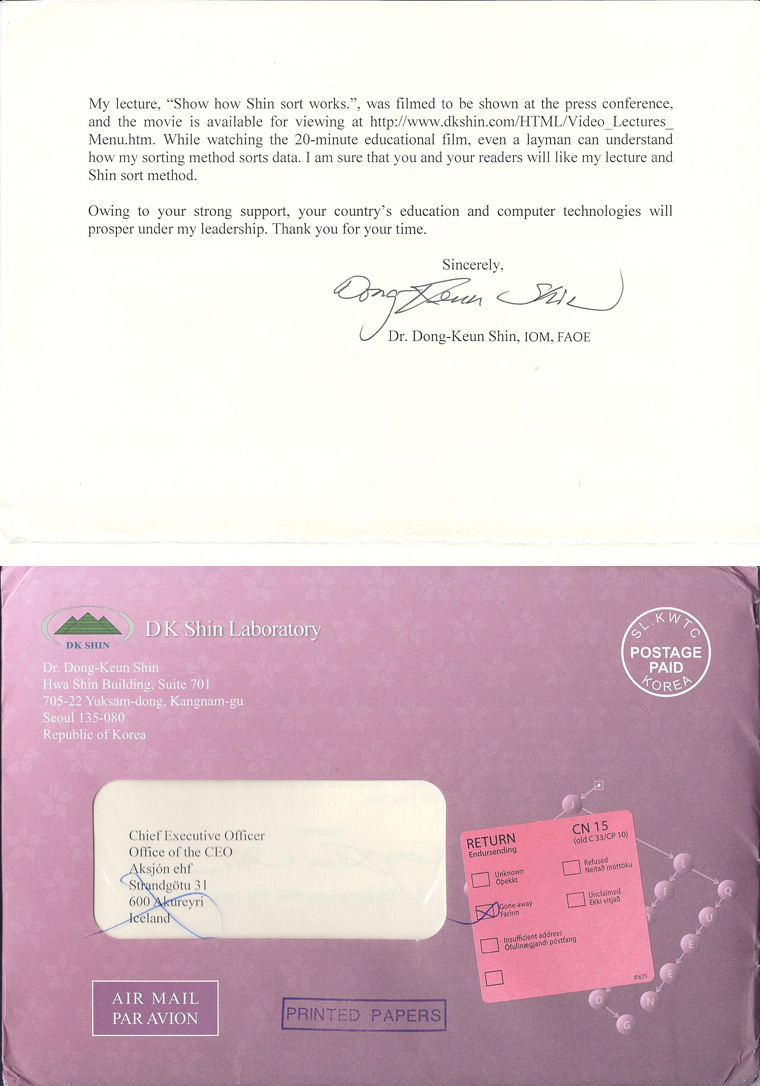 My lecture, “Show how Shin sort works.”, was filmed to be shown at the press conference,
and the movie is available for viewing at http://www.dkshin.com/HTML/Video_Lectures_
Menu.htm. While watching the 20-minute educational film, even a layman can understand
how my sorting method sorts data. I am sure that you and your readers will like my lecture and
Shin sort method.
Owing to your strong support, your country’s education and computer technologies will
prosper under my leadership. Thank you for your time.
Sincerely,
Dong-Keun Shin
Dr. Dong-Keun Shin, IOM, FAOE
DK SHIN
DK Shin Laboratory
Dr. Dong-Keun Shin
Hwa Shin Building, Suite 701
705-22 Yuksam-dong, Kangnam-gu
Seoul 135-080
Republic of Korea
SL.KWTC
POSTAGE
PAID
KOREA
Chief Executive Officer
Office of the CEO
Aksjón ehf
Strandgötu 31
600 Akureyri
Iceland
RETURN
Endursending
CN 15
(old C 33/CP 10)
Unknown
Óþekkt
Refused
Neitað móttöku
Gone away
Farinn
Unclaimed
Ekki vitjað
Insufficient address
Ófullnægjandi póstfang
IP.675
J
L
I
Q
U
E
E
D
N
G
AIR MAIL
PAR AVION
PRINTED PAPERS